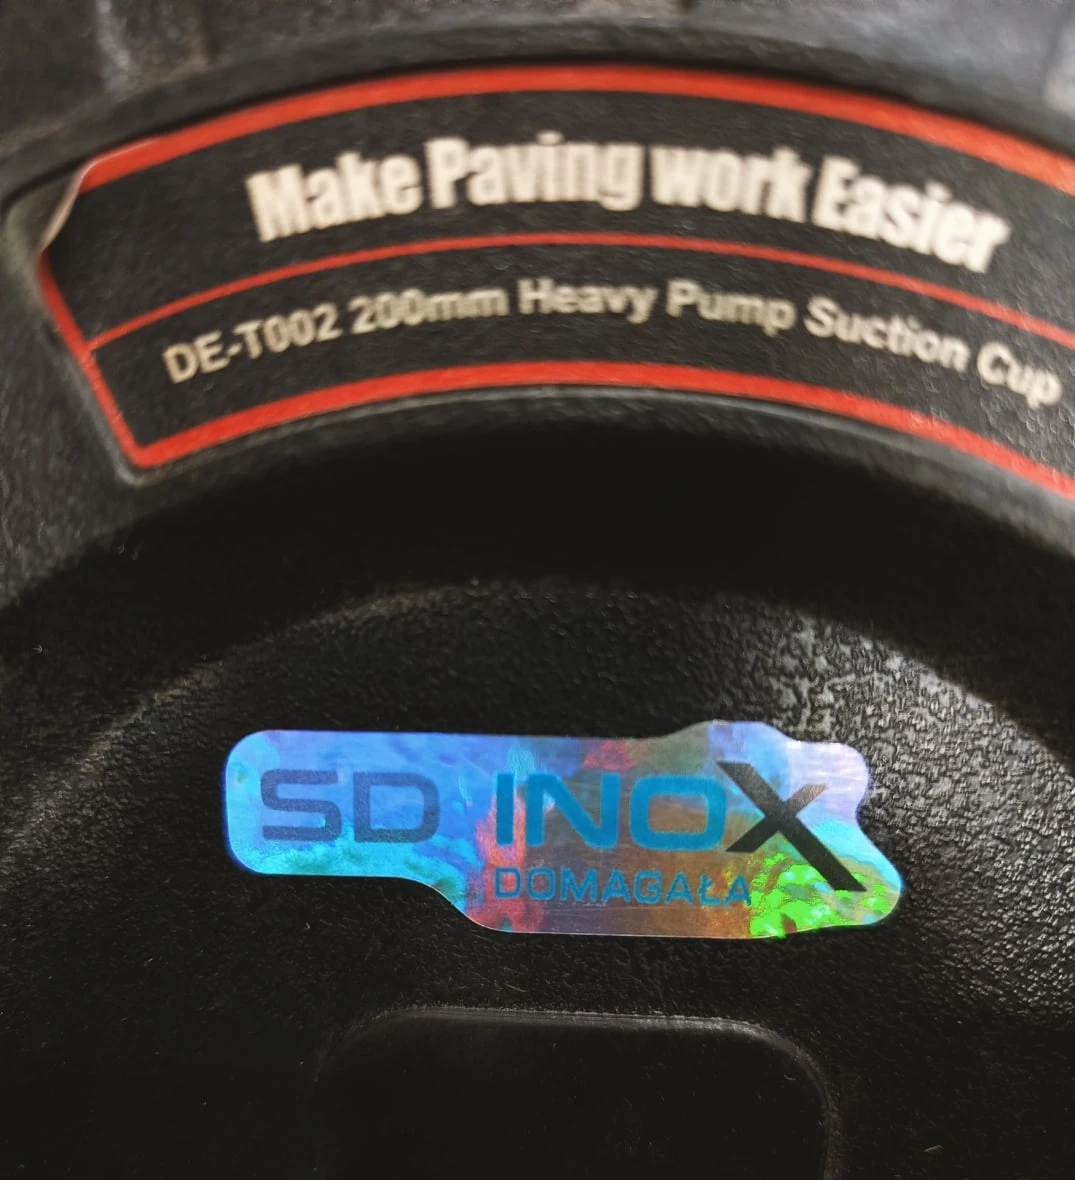 Make Paving work Easier
DE-T002 200mm Heavy Pump Suction Cup
SD INOX
DOMAGAŁA